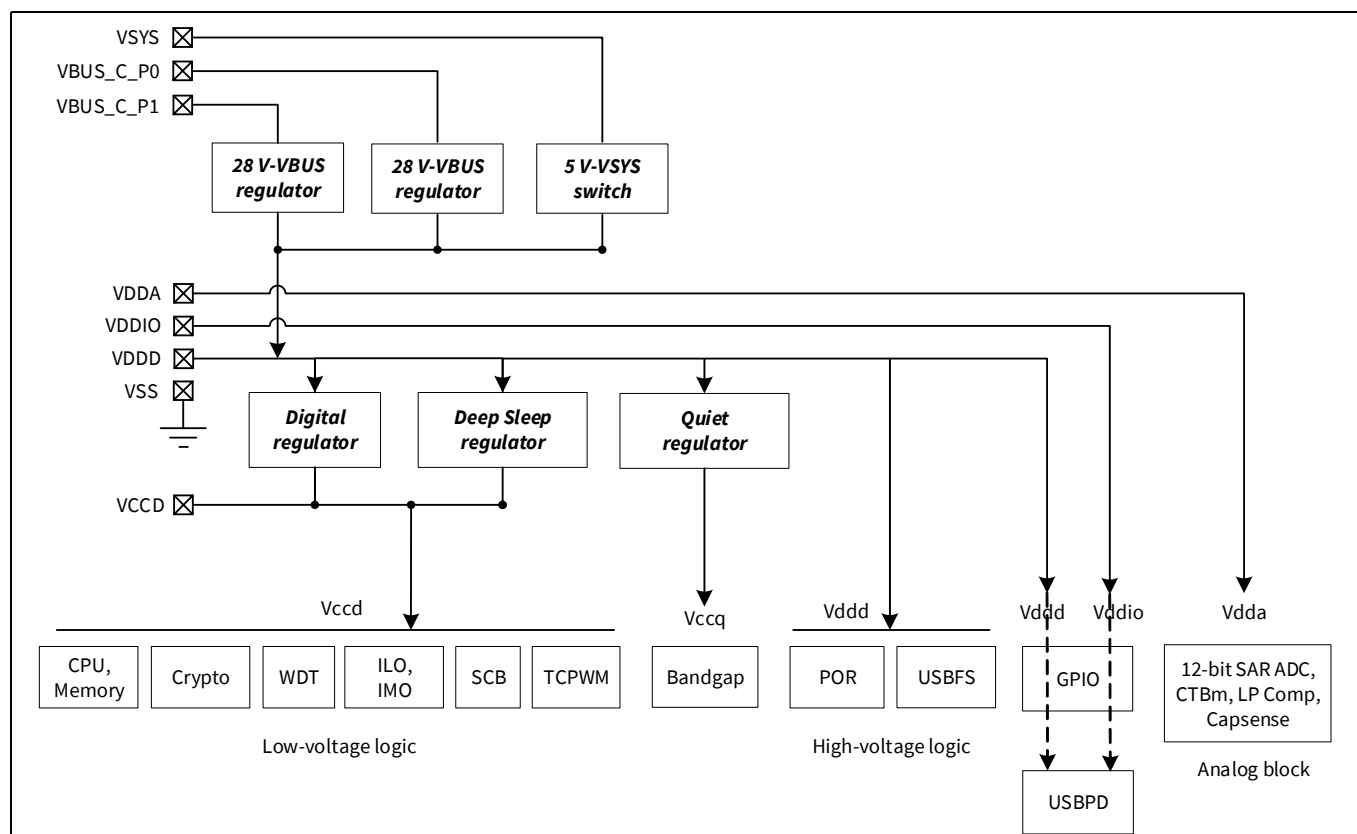 VSYS
VBUS_C_P0
VBUS_C_P1
28 V-VBUS
regulator
28 V-VBUS
regulator
5 V-VSYS
switch
VDDA
VDDIO
VDDD
VSS
Digital
regulator
Deep Sleep
regulator
Quiet
regulator
VCCD
Vccd
Vccq
Vddd
Vddd
Vddio
Vdda
CPU,
Memory
Crypto
WDT
ILO,
IMO
SCB
TCPWM
Bandgap
POR
USBFS
GPIO
12-bit SAR ADC,
CTBm, LP Comp,
Capsense
Low-voltage logic
High-voltage logic
Analog block
USBPD